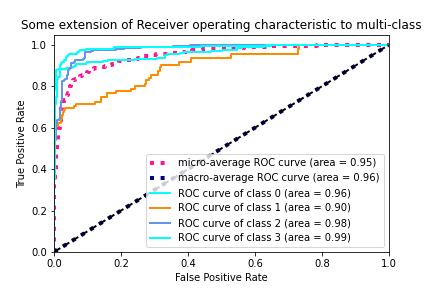 Some extension of Receiver operating characteristic to multi-class
1.0
0.8
0.6
0.4
0.2
0.0
True Positive Rate
micro-average ROC curve (area = 0.95)
macro-average ROC curve (area = 0.96)
ROC curve of class 0 (area = 0.96)
ROC curve of class 1 (area = 0.90)
ROC curve of class 2 (area = 0.98)
ROC curve of class 3 (area = 0.99)
0.0 0.2 0.4 0.6 0.8 1.0
False Positive Rate